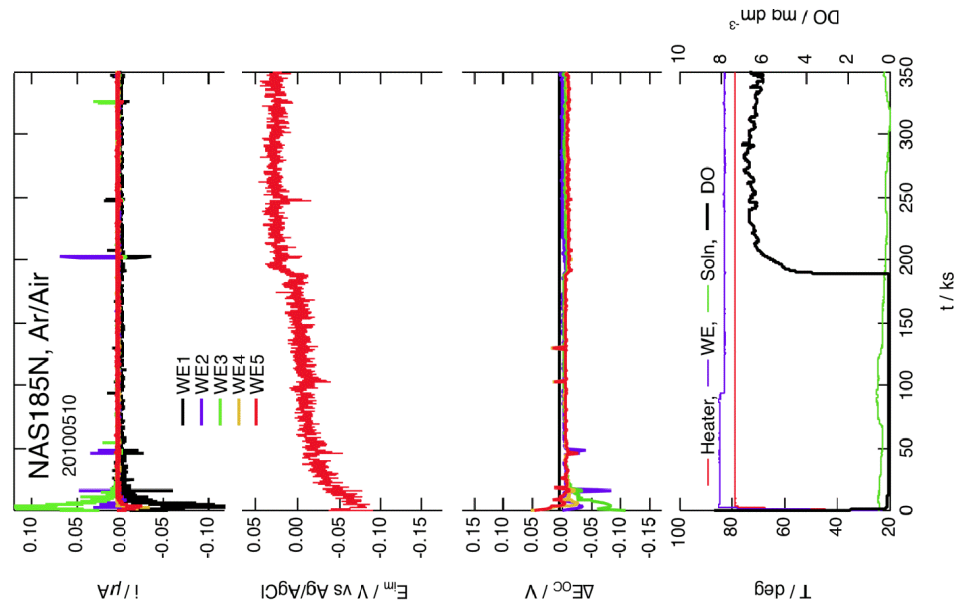 NAS185N, Ar/Air
20100510
WE1
WE2
WE3
WE4
WE5
0.10
0.05
0.00
-0.05
-0.10
i / µA
0.05
0.00
-0.05
-0.10
-0.15
E_im / V vs Ag/AgCl
0.10
0.05
0.00
-0.05
-0.10
-0.15
ΔE_OC / V
Heater, WE, Soln, DO
100
80
60
40
20
T / deg
10
8
6
4
2
0
DO / mg dm⁻³
0 50 100 150 200 250 300 350
t / ks